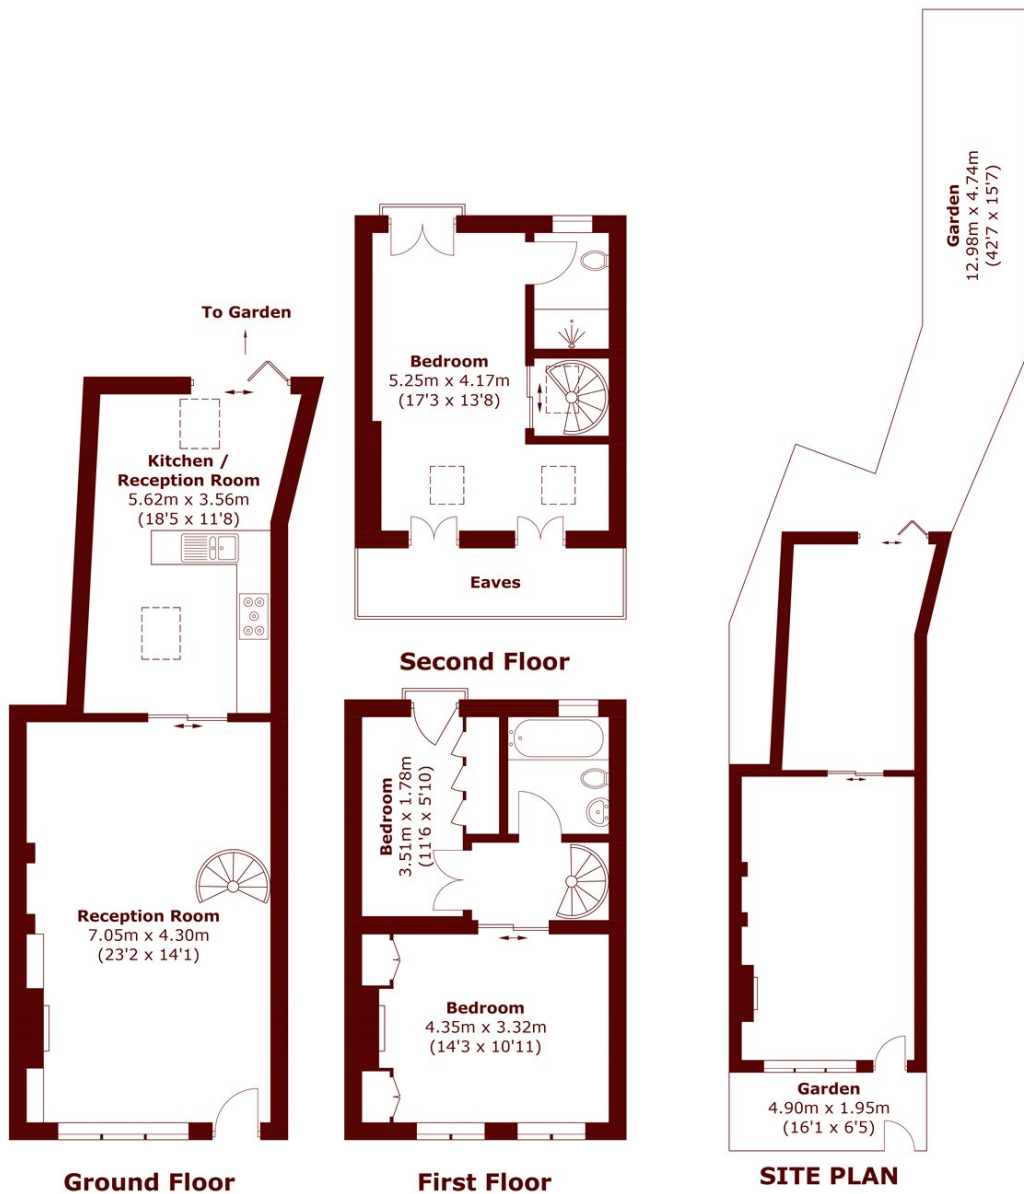 To Garden
Kitchen /
Reception Room
5.62m x 3.56m
(18'5 x 11'8)
Reception Room
7.05m x 4.30m
(23'2 x 14'1)
Ground Floor
Bedroom
5.25m x 4.17m
(17'3 x 13'8)
Eaves
Second Floor
Bedroom
3.51m x 1.78m
(11'6 x 5'10)
Bedroom
4.35m x 3.32m
(14'3 x 10'11)
First Floor
Garden
12.98m x 4.74m
(42'7 x 15'7)
Garden
4.90m x 1.95m
(16'1 x 6'5)
SITE PLAN